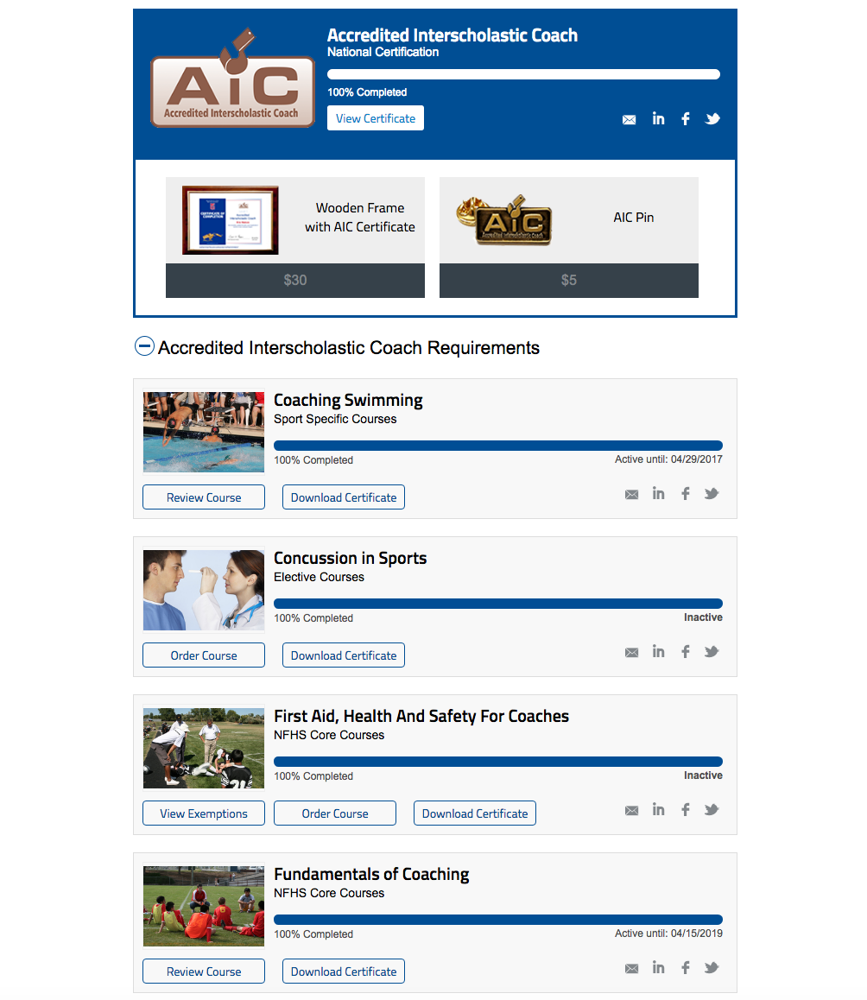 AiC
Accredited Interscholastic Coach
Accredited Interscholastic Coach
National Certification
100% Completed
View Certificate
Wooden Frame
with AIC Certificate
$30
AiC
Accredited Interscholastic Coach
AIC Pin
$5
Accredited Interscholastic Coach Requirements
Coaching Swimming
Sport Specific Courses
100% Completed
Active until: 04/29/2017
Review Course
Download Certificate
Concussion in Sports
Elective Courses
100% Completed
Inactive
Order Course
Download Certificate
First Aid, Health And Safety For Coaches
NFHS Core Courses
100% Completed
Inactive
View Exemptions
Order Course
Download Certificate
Fundamentals of Coaching
NFHS Core Courses
100% Completed
Active until: 04/15/2019
Review Course
Download Certificate